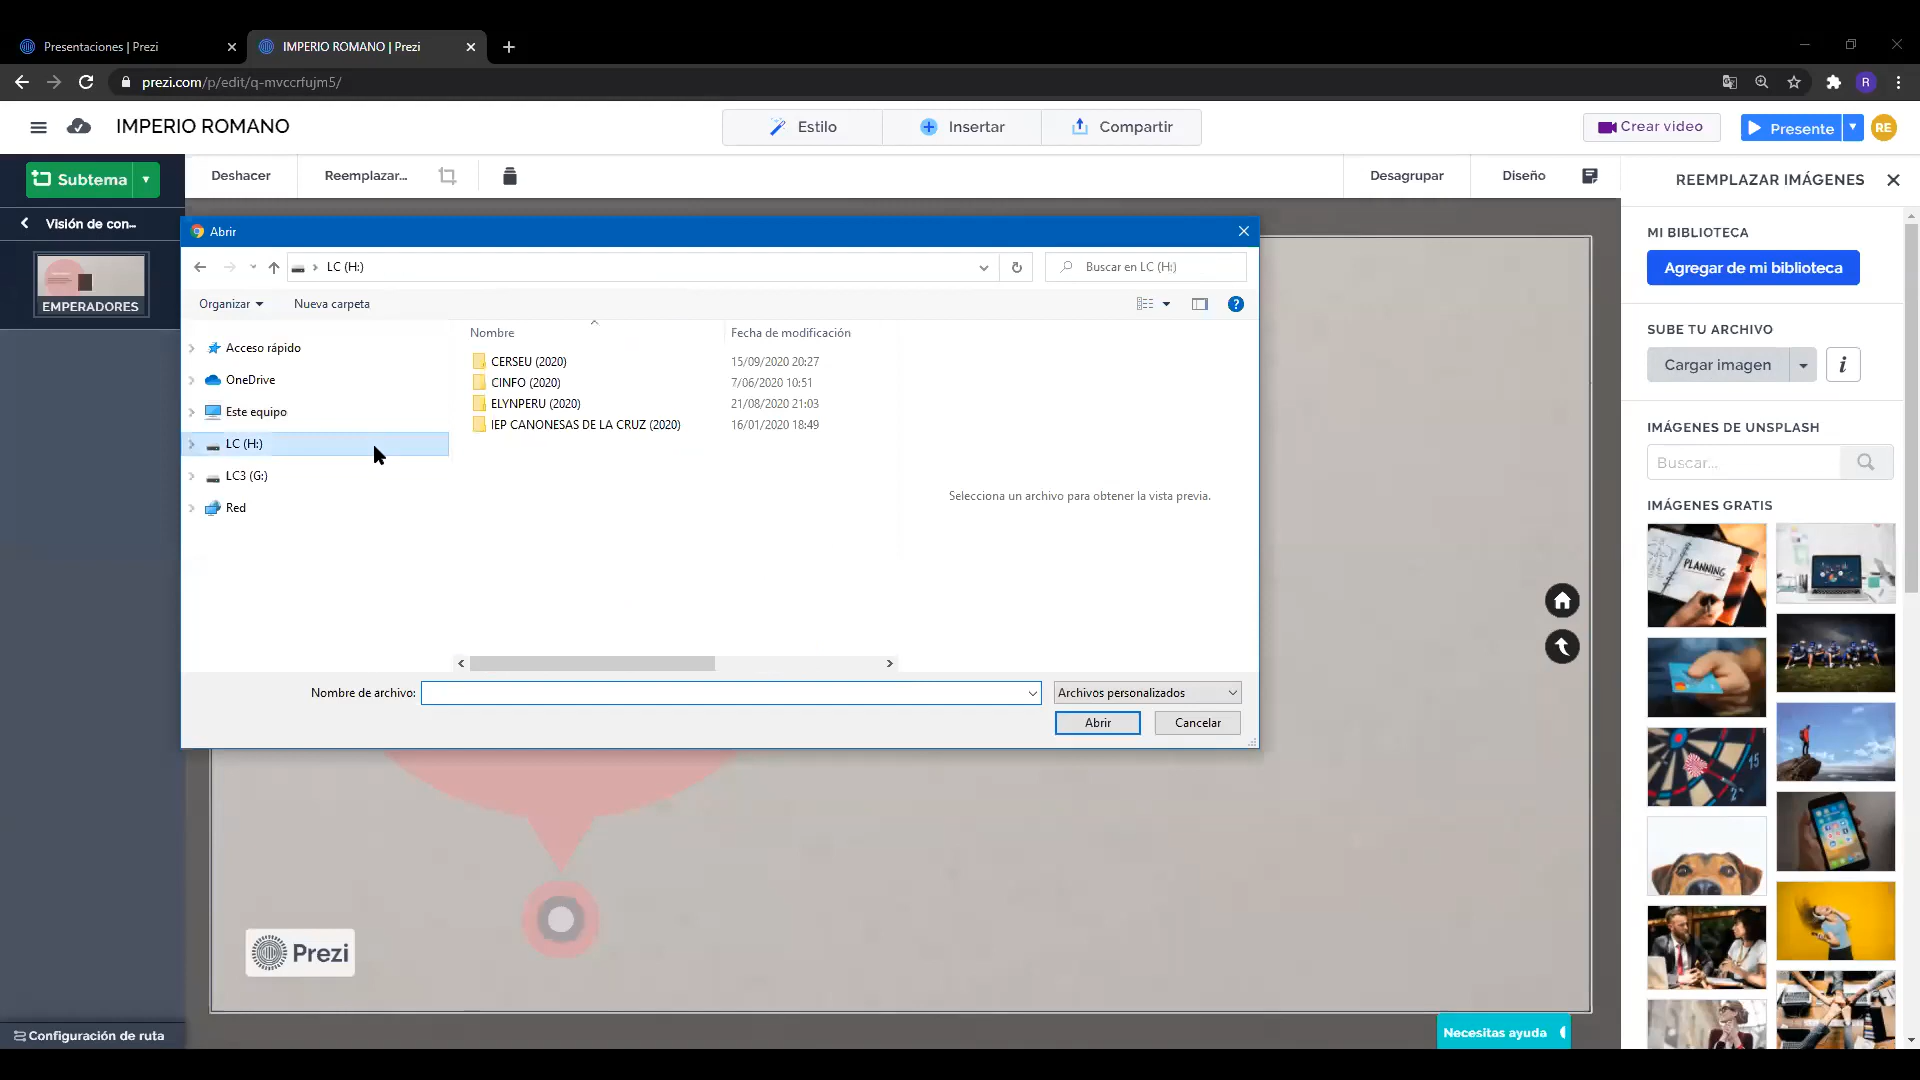 Presentaciones | Prezi
IMPERIO ROMANO | Prezi
prezi.com/p/edit/q-mvccrfujm5/
R
IMPERIO ROMANO
Estilo
Insertar
Compartir
Crear video
Presente
RE
Subtema
Deshacer
Reemplazar...
Desagrupar
Diseño
REEMPLAZAR IMÁGENES
Visión de con...
EMPERADORES
Abrir
LC (H:)
Buscar en LC (H:)
Organizar
Nueva carpeta
Nombre
Fecha de modificación
Acceso rápido
OneDrive
Este equipo
LC (H:)
LC3 (G:)
Red
CERSEU (2020) 15/09/2020 20:27
CINFO (2020) 7/06/2020 10:51
ELYNPERU (2020) 21/08/2020 21:03
IEP CANONESAS DE LA CRUZ (2020) 16/01/2020 18:49
Selecciona un archivo para obtener la vista previa.
Nombre de archivo:
Archivos personalizados
Abrir
Cancelar
MI BIBLIOTECA
Agregar de mi biblioteca
SUBE TU ARCHIVO
Cargar imagen
i
IMÁGENES DE UNSPLASH
Buscar...
IMÁGENES GRATIS
PLANNING
15
2
Prezi
Configuración de ruta
Necesitas ayuda